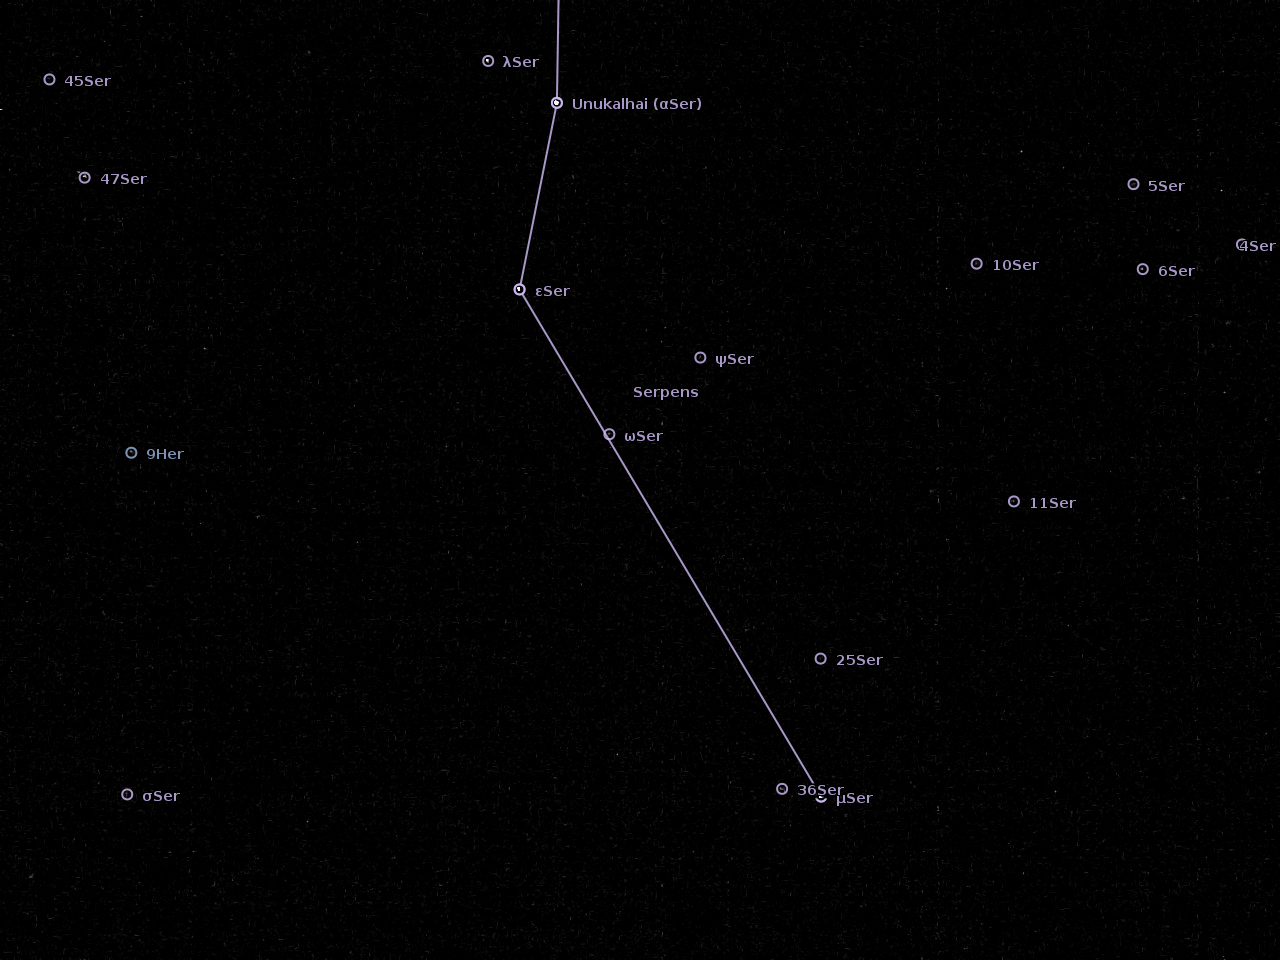 λSer
45Ser
Unukalhai (αSer)
47Ser
5Ser
4Ser
10Ser
6Ser
εSer
ψSer
Serpens
ωSer
9Her
11Ser
25Ser
36Ser
μSer
σSer